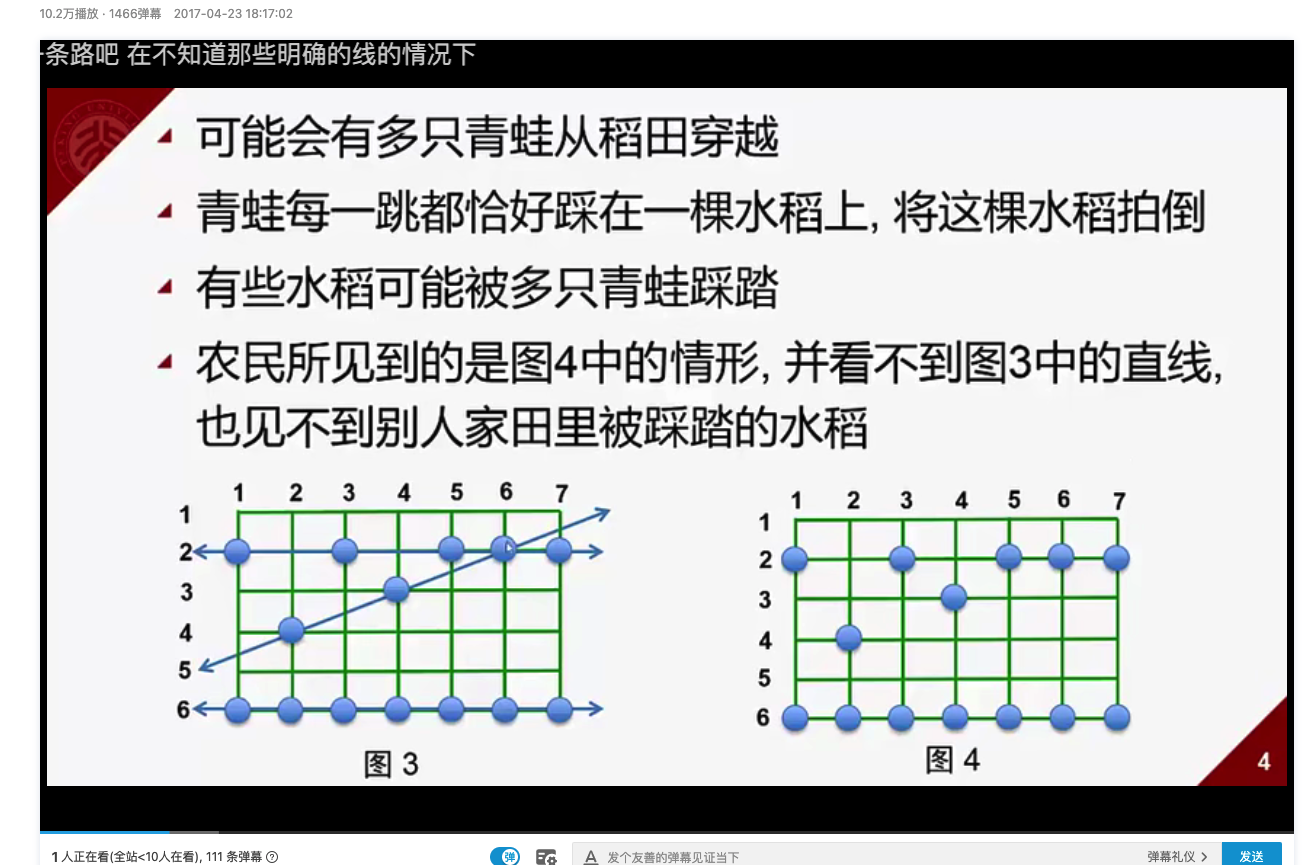 10.2万播放 · 1466弹幕 2017-04-23 18:17:02
条路吧 在不知道那些明确的线的情况下
可能会有多只青蛙从稻田穿越
青蛙每一跳都恰好踩在一棵水稻上, 将这棵水稻拍倒
有些水稻可能被多只青蛙踩踏
农民所见到的是图4中的情形, 并看不到图3中的直线,
也见不到别人家田里被踩踏的水稻
1 2 3 4 5 6 7
1
2
3
4
5
6
图 3
1 2 3 4 5 6 7
1
2
3
4
5
6
图 4
4
1 人正在看(全站<10人在看), 111 条弹幕
弹
A 发个友善的弹幕见证当下
弹幕礼仪
发送